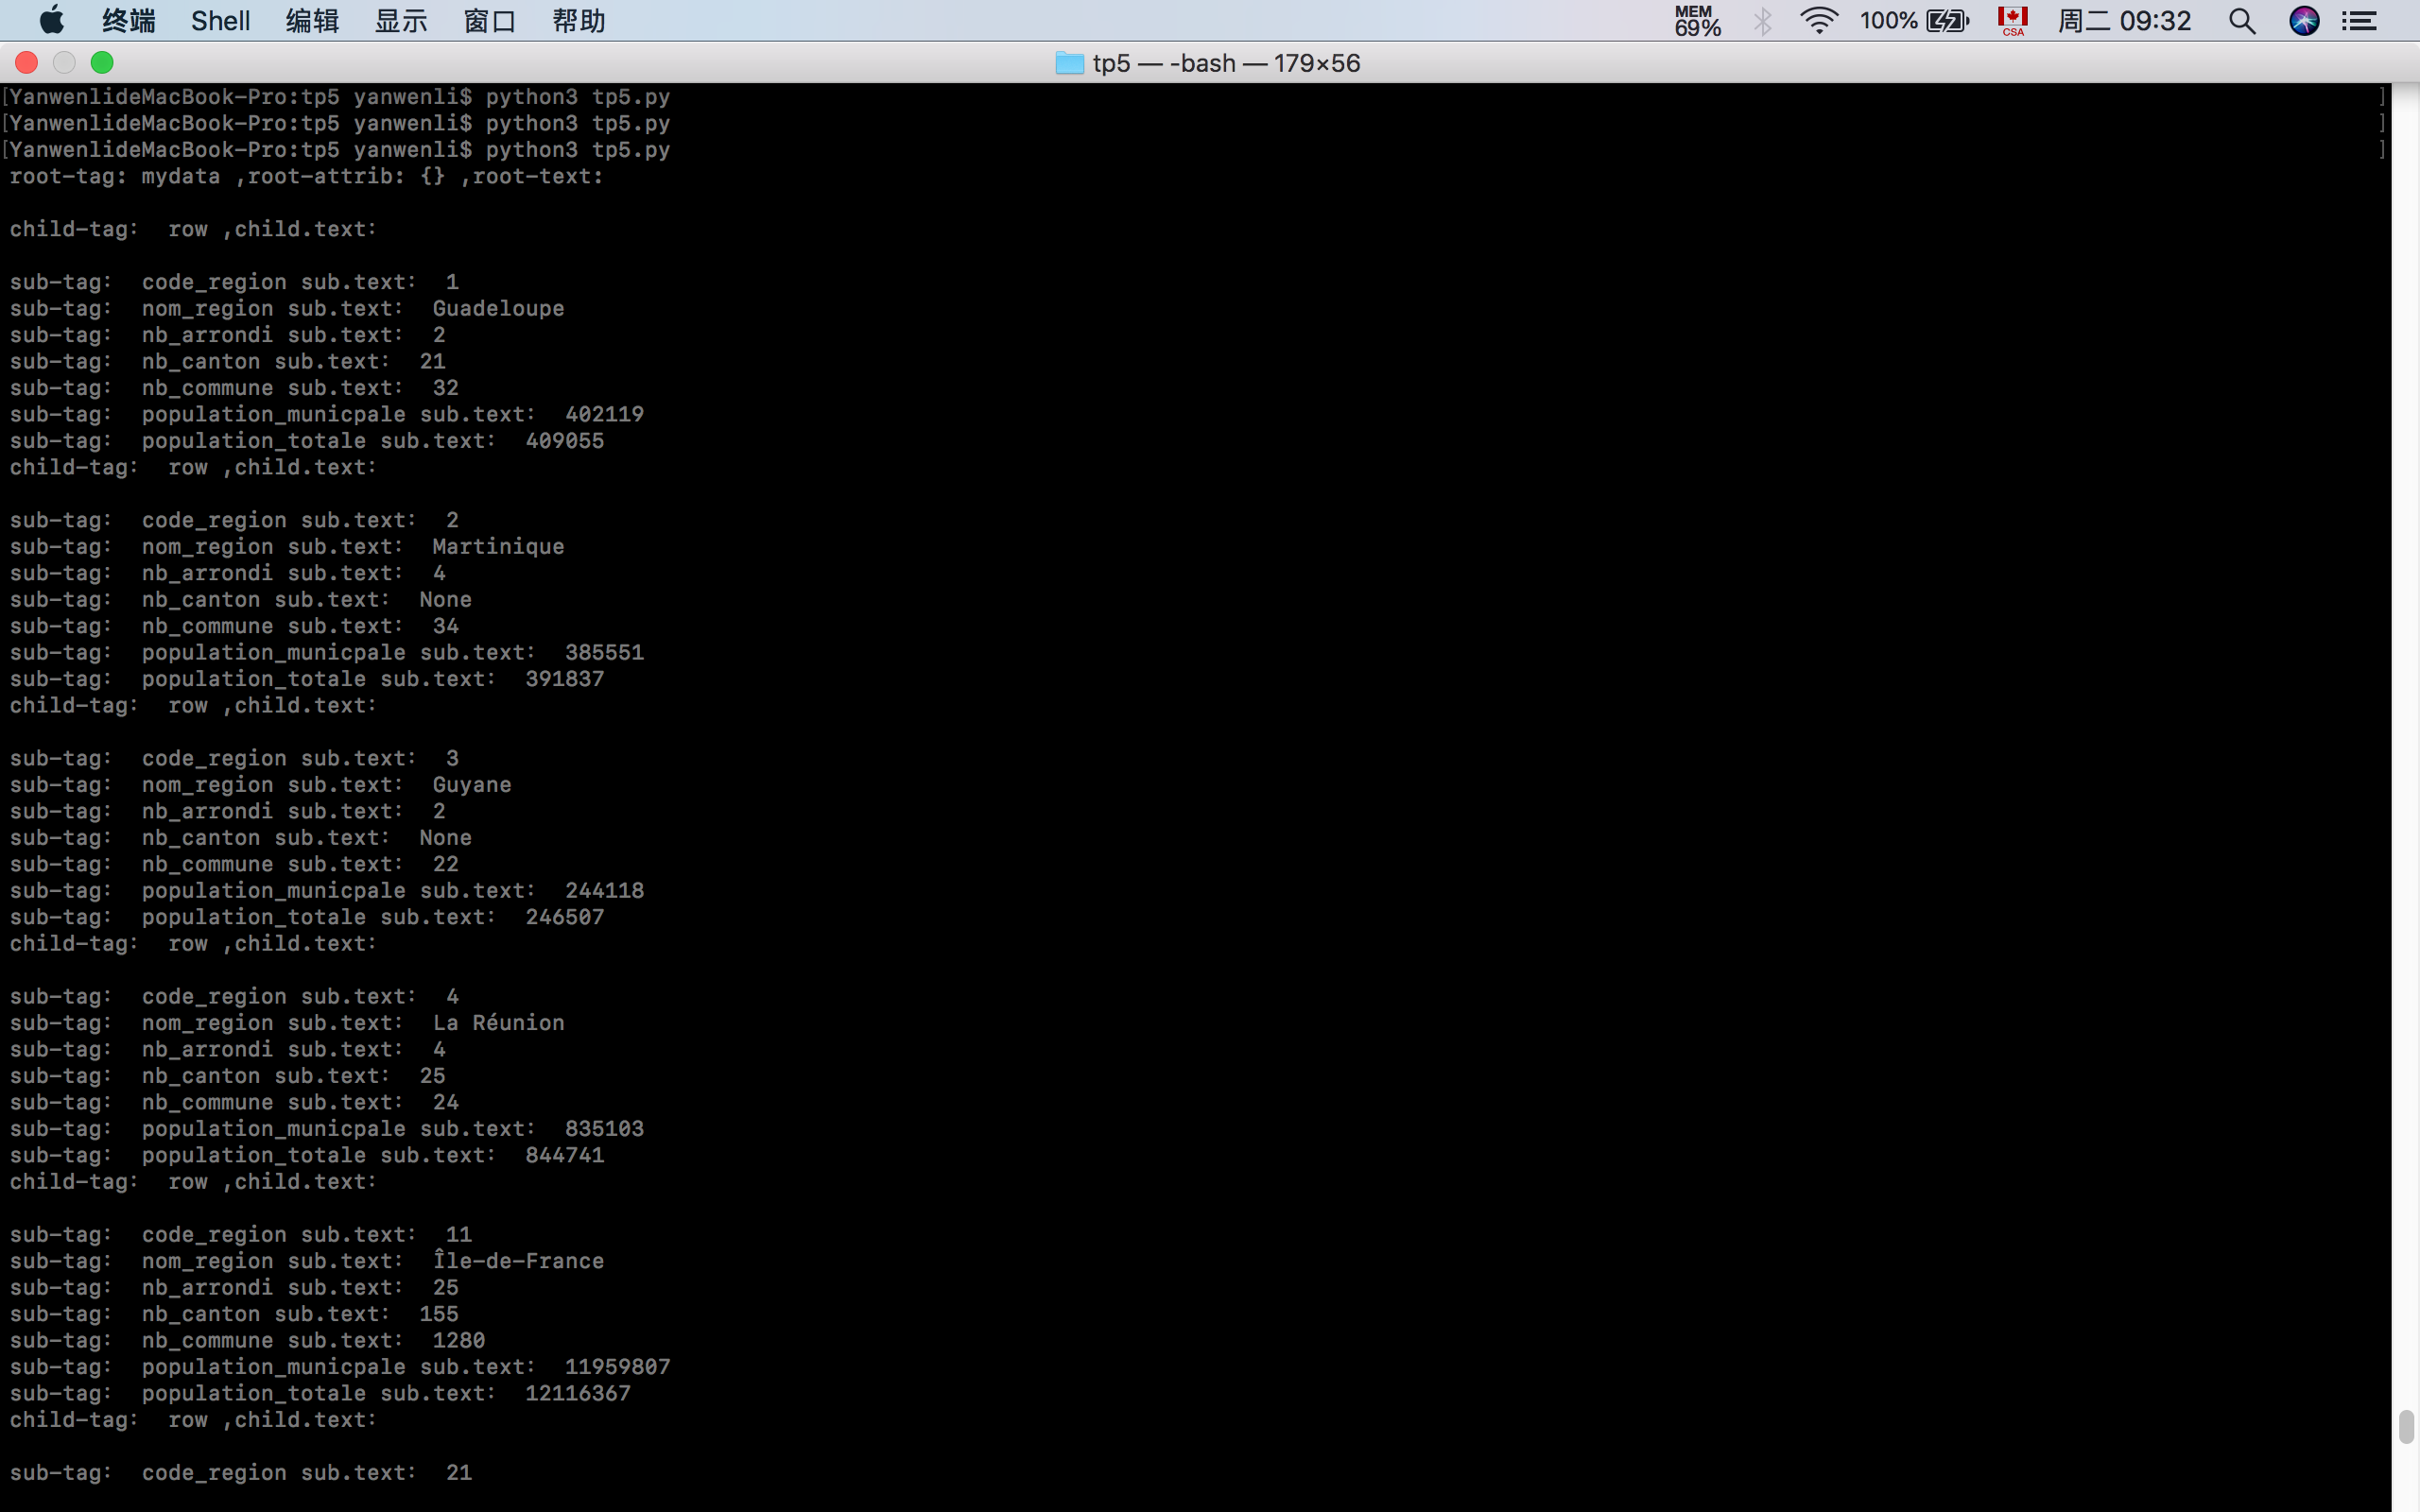 终端 Shell 编辑 显示 窗口 帮助 MEM 69% 100% CSA 周二 09:32
tp5 — -bash — 179×56
[YanwenlideMacBook-Pro:tp5 yanwenli$ python3 tp5.py ]
[YanwenlideMacBook-Pro:tp5 yanwenli$ python3 tp5.py ]
[YanwenlideMacBook-Pro:tp5 yanwenli$ python3 tp5.py ]
root-tag: mydata ,root-attrib: {} ,root-text:
child-tag:  row ,child.text:
sub-tag:  code_region sub.text:  1
sub-tag:  nom_region sub.text:  Guadeloupe
sub-tag:  nb_arrondi sub.text:  2
sub-tag:  nb_canton sub.text:  21
sub-tag:  nb_commune sub.text:  32
sub-tag:  population_municpale sub.text:  402119
sub-tag:  population_totale sub.text:  409055
child-tag:  row ,child.text:
sub-tag:  code_region sub.text:  2
sub-tag:  nom_region sub.text:  Martinique
sub-tag:  nb_arrondi sub.text:  4
sub-tag:  nb_canton sub.text:  None
sub-tag:  nb_commune sub.text:  34
sub-tag:  population_municpale sub.text:  385551
sub-tag:  population_totale sub.text:  391837
child-tag:  row ,child.text:
sub-tag:  code_region sub.text:  3
sub-tag:  nom_region sub.text:  Guyane
sub-tag:  nb_arrondi sub.text:  2
sub-tag:  nb_canton sub.text:  None
sub-tag:  nb_commune sub.text:  22
sub-tag:  population_municpale sub.text:  244118
sub-tag:  population_totale sub.text:  246507
child-tag:  row ,child.text:
sub-tag:  code_region sub.text:  4
sub-tag:  nom_region sub.text:  La Réunion
sub-tag:  nb_arrondi sub.text:  4
sub-tag:  nb_canton sub.text:  25
sub-tag:  nb_commune sub.text:  24
sub-tag:  population_municpale sub.text:  835103
sub-tag:  population_totale sub.text:  844741
child-tag:  row ,child.text:
sub-tag:  code_region sub.text:  11
sub-tag:  nom_region sub.text:  Île-de-France
sub-tag:  nb_arrondi sub.text:  25
sub-tag:  nb_canton sub.text:  155
sub-tag:  nb_commune sub.text:  1280
sub-tag:  population_municpale sub.text:  11959807
sub-tag:  population_totale sub.text:  12116367
child-tag:  row ,child.text:
sub-tag:  code_region sub.text:  21